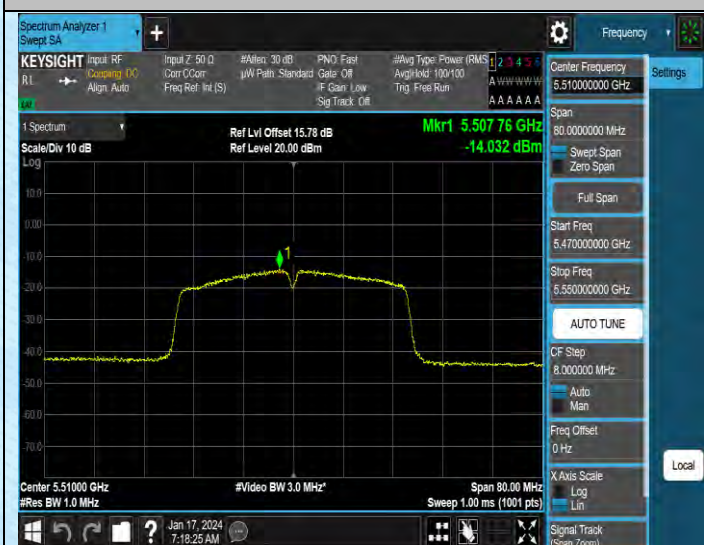 Spectrum Analyzer 1
Swept SA
+
Frequency
KEYSIGHT
RL
Input: RF
Coupling: DC
Align: Auto
Input Z: 50 Ω
Corr CCorr
Freq Ref: Int (S)
#Atten: 30 dB
µW Path: Standard
PNO: Fast
Gate: Off
IF Gain: Low
Sig Track: Off
#Avg Type: Power (RMS
Avg|Hold: 100/100
Trig: Free Run
1 2 3 4 5 6
A W W W W W
A A A A A A
1 Spectrum
Scale/Div 10 dB
Log
Ref Lvl Offset 15.78 dB
Ref Level 20.00 dBm
Mkr1 5.507 76 GHz
-14.032 dBm
10.0
0.00
-10.0
-20.0
-30.0
-40.0
-50.0
-60.0
-70.0
1
Center 5.51000 GHz
#Res BW 1.0 MHz
#Video BW 3.0 MHz*
Span 80.00 MHz
Sweep 1.00 ms (1001 pts)
Jan 17, 2024
7:18:25 AM
Center Frequency
5.510000000 GHz
Settings
Span
80.0000000 MHz
Swept Span
Zero Span
Full Span
Start Freq
5.470000000 GHz
Stop Freq
5.550000000 GHz
AUTO TUNE
CF Step
8.000000 MHz
Auto
Man
Freq Offset
0 Hz
X Axis Scale
Log
Lin
Local
Signal Track
(Span Zoom)